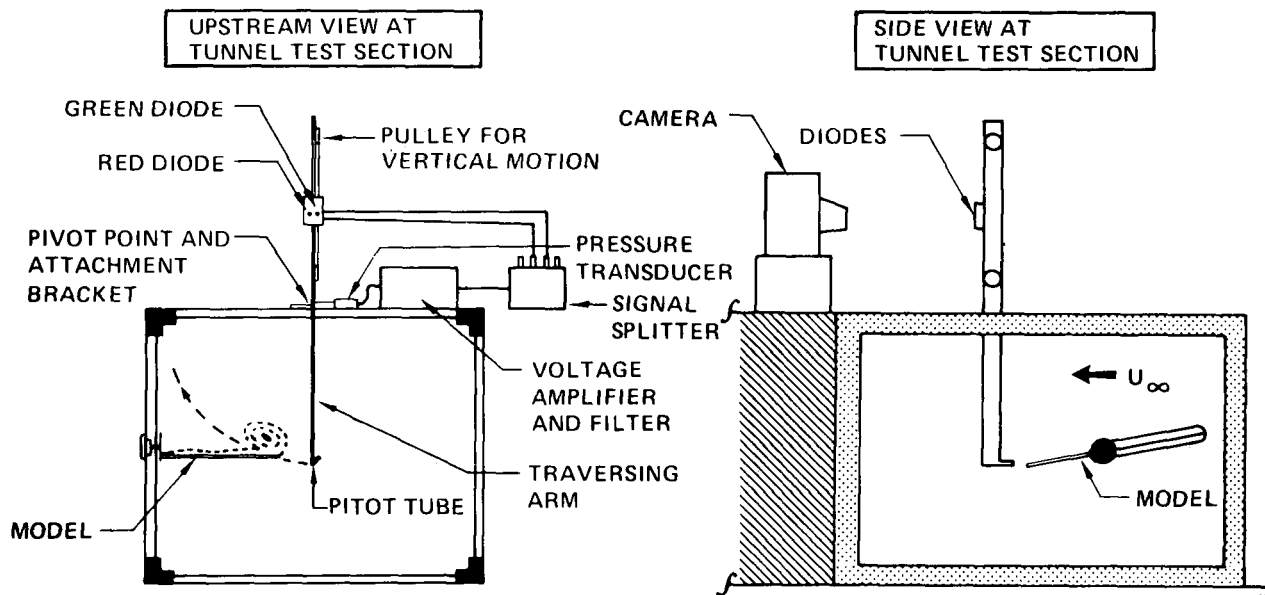 UPSTREAM VIEW AT
TUNNEL TEST SECTION
GREEN DIODE
RED DIODE
PULLEY FOR
VERTICAL MOTION
PIVOT POINT AND
ATTACHMENT
BRACKET
PRESSURE
TRANSDUCER
SIGNAL
SPLITTER
VOLTAGE
AMPLIFIER
AND FILTER
TRAVERSING
ARM
PITOT TUBE
MODEL
SIDE VIEW AT
TUNNEL TEST SECTION
CAMERA
DIODES
U∞
MODEL